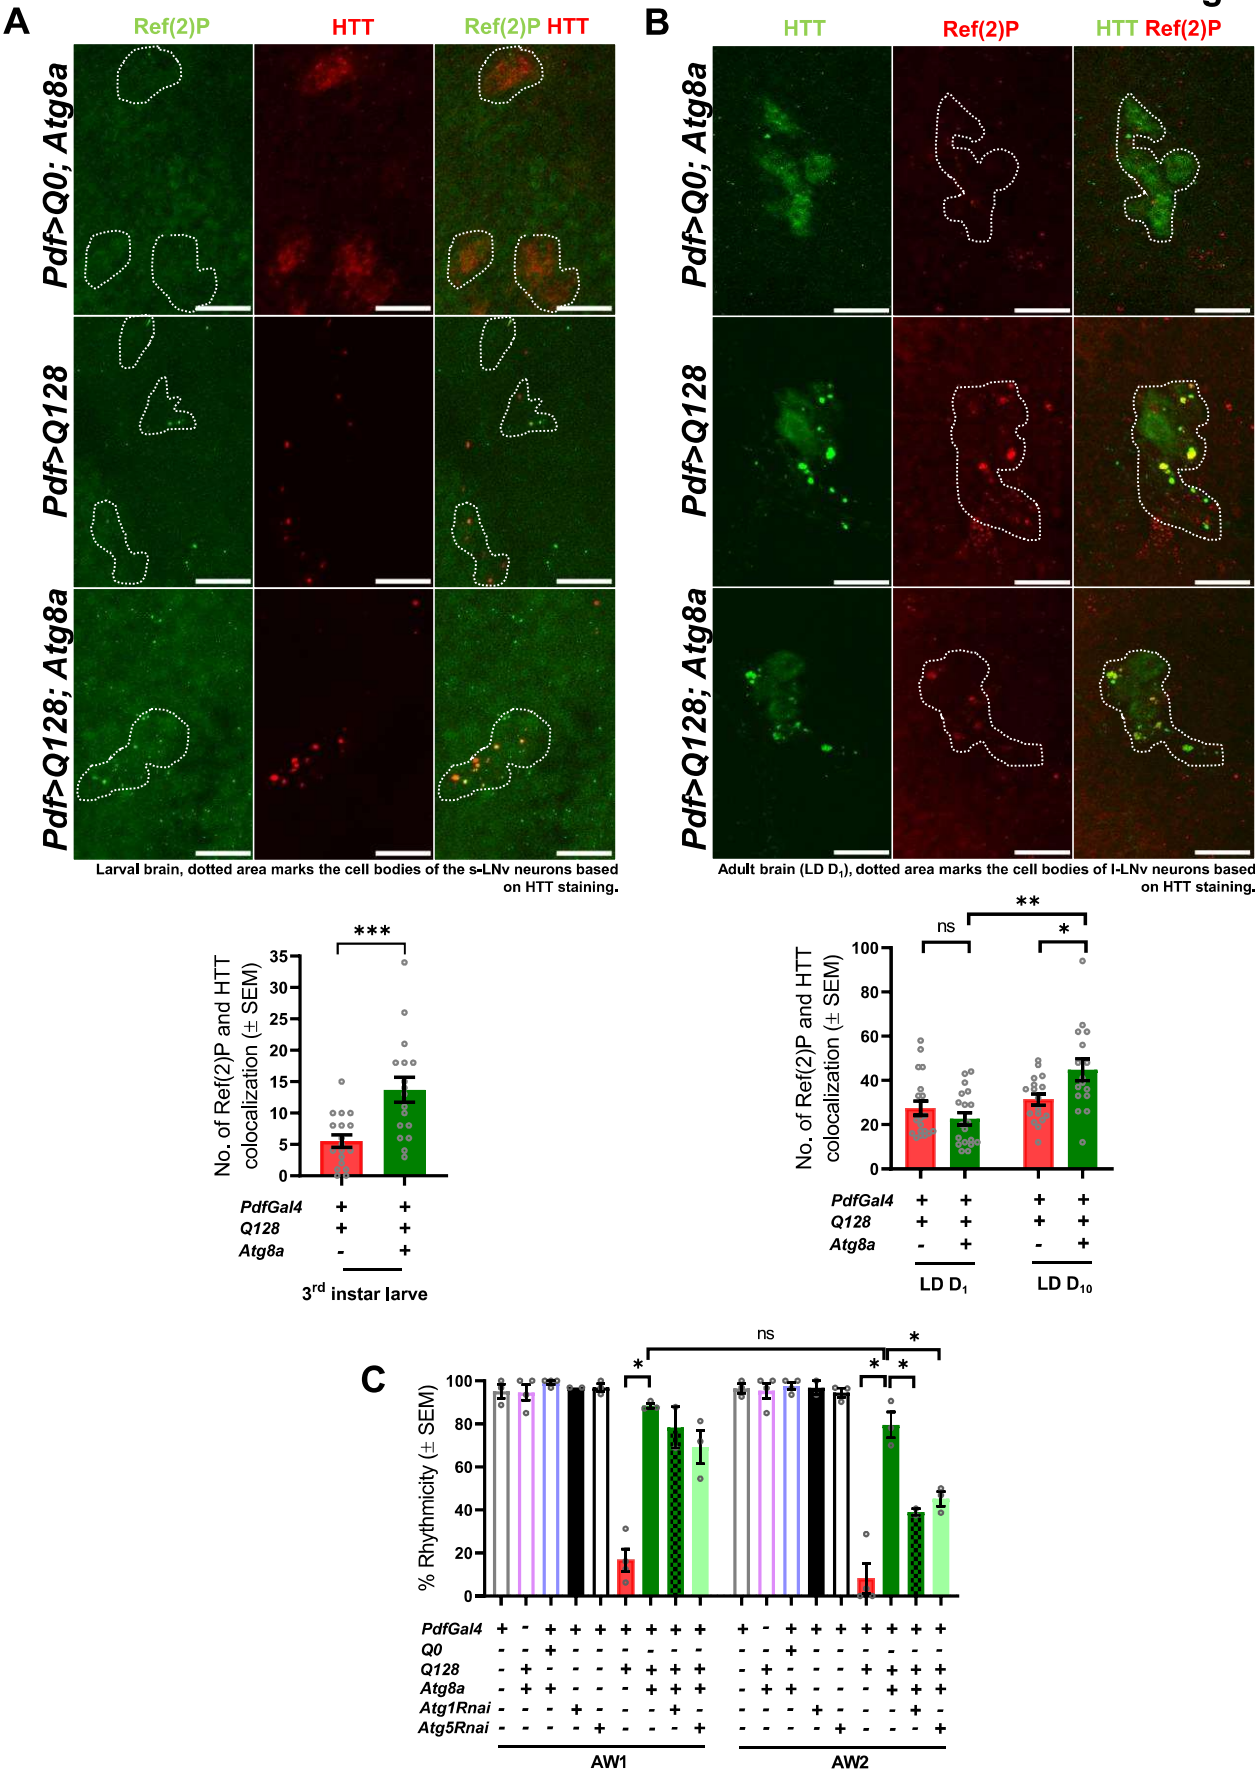 g
A
Ref(2)P
HTT
Ref(2)P HTT
B
HTT
Ref(2)P
HTT Ref(2)P
Pdf>Q0; Atg8a
Pdf>Q128
Pdf>Q128; Atg8a
Pdf>Q0; Atg8a
Pdf>Q128
Pdf>Q128; Atg8a
Larval brain, dotted area marks the cell bodies of the s-LNv neurons based
on HTT staining.
Adult brain (LD D1), dotted area marks the cell bodies of l-LNv neurons based
on HTT staining.
No. of Ref(2)P and HTT
colocalization (± SEM)
35
30
25
20
15
10
5
0
***
PdfGal4 + +
Q128 + +
Atg8a - +
3rd instar larve
No. of Ref(2)P and HTT
colocalization (± SEM)
100
80
60
40
20
0
ns
**
*
PdfGal4 + + + +
Q128 + + + +
Atg8a - + - +
LD D1 LD D10
C
% Rhythmicity (± SEM)
100
80
60
40
20
0
*
ns
*
*
*
PdfGal4 + - + + + + + + + + - + + + + + + +
Q0 - - + - - - - - - - - + - - - - - -
Q128 - + - - - + + + + - + - - - + + + +
Atg8a - + + - - - + + + - + + - - - + + +
Atg1Rnai - - - + - - - + - - - - + - - - + -
Atg5Rnai - - - - + - - - + - - - - + - - - +
AW1 AW2